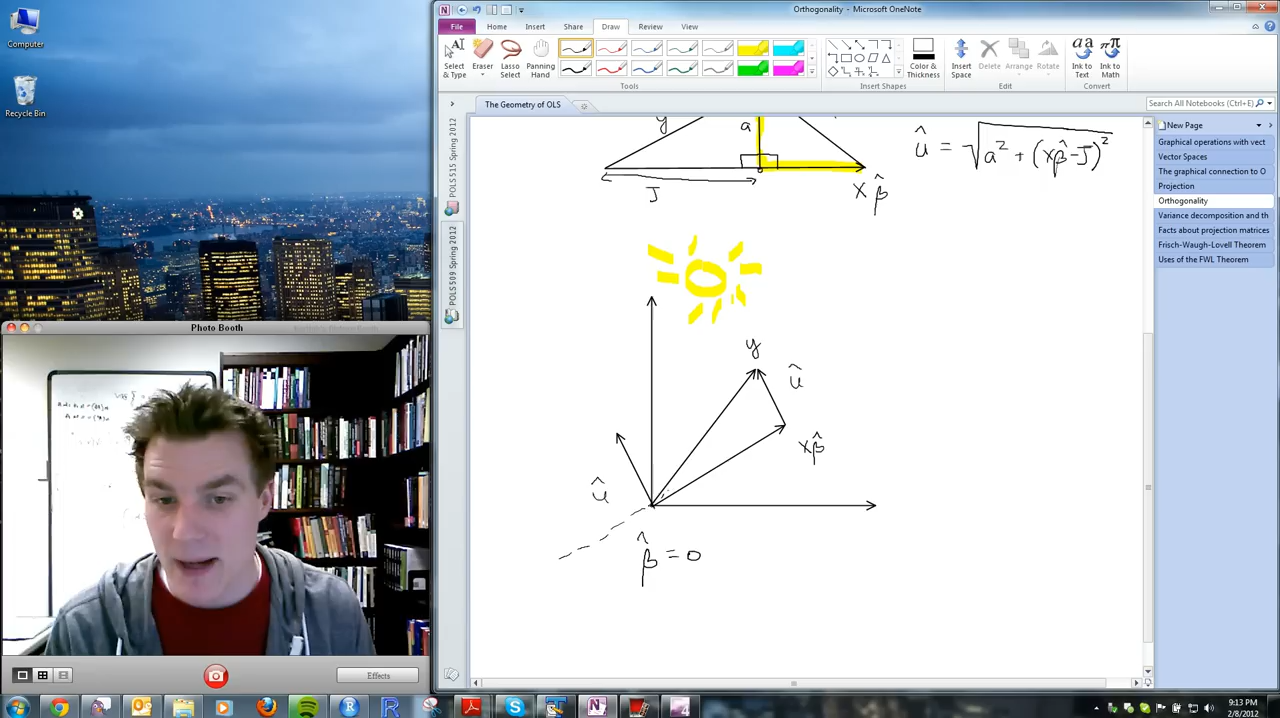 Computer
Recycle Bin
Orthogonality - Microsoft OneNote
File Home Insert Share Draw Review View
Select & Type
Eraser
Lasso Select
Panning Hand
Color & Thickness
Insert Space
Delete
Arrange
Rotate
Ink to Text
Ink to Math
Tools
Insert Shapes
Edit
Convert
The Geometry of OLS
Search All Notebooks (Ctrl+E)
POLS 515 Spring 2012
POLS 509 Spring 2012
New Page
Graphical operations with vect
Vector Spaces
The graphical connection to O
Projection
Orthogonality
Variance decomposition and th
Facts about projection matrices
Frisch-Waugh-Lovell Theorem
Uses of the FWL Theorem
y
a
û = √a² + (xβ̂-J)²
J
X β̂
y
û
xβ̂
û
β̂ = 0
Photo Booth
Effects
9:13 PM
2/8/2012